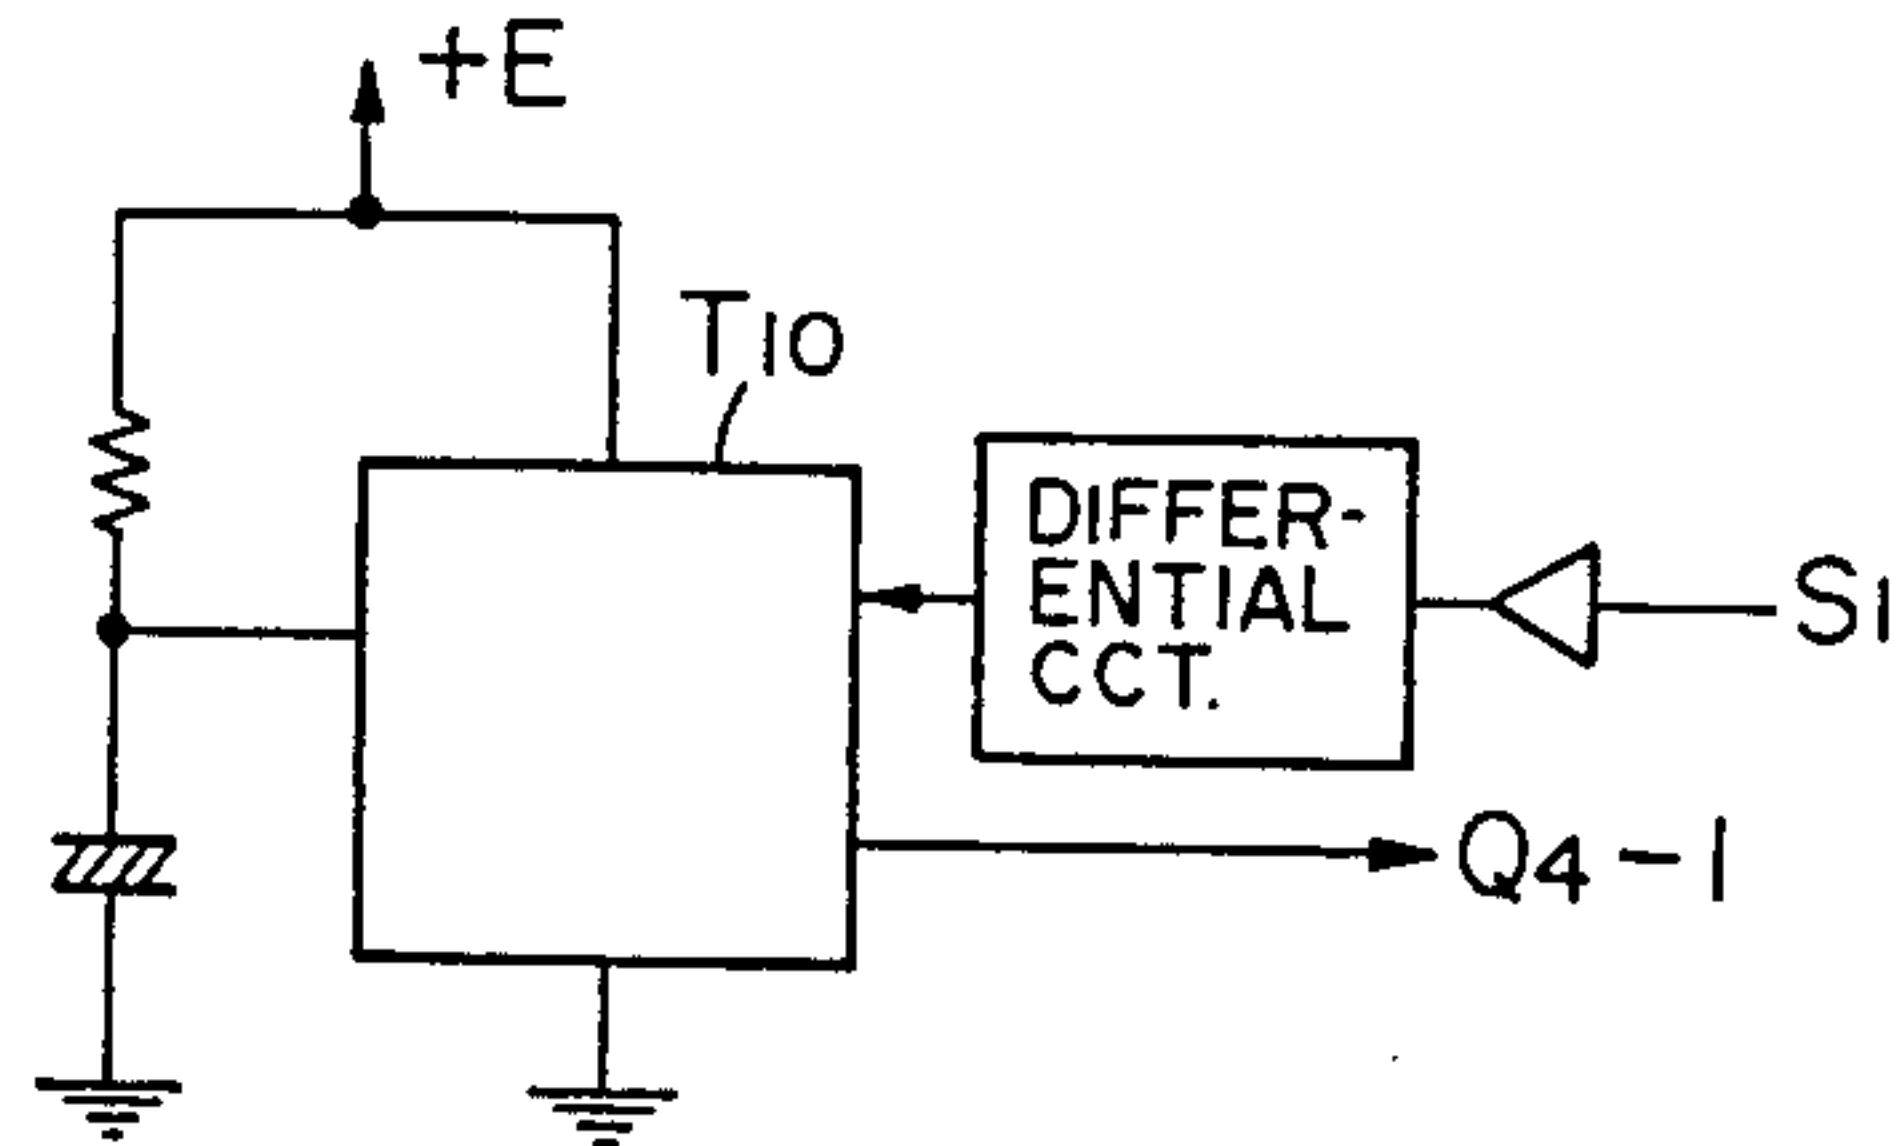 +E
T10
DIFFER-
ENTIAL
CCT.
S1
Q4-1